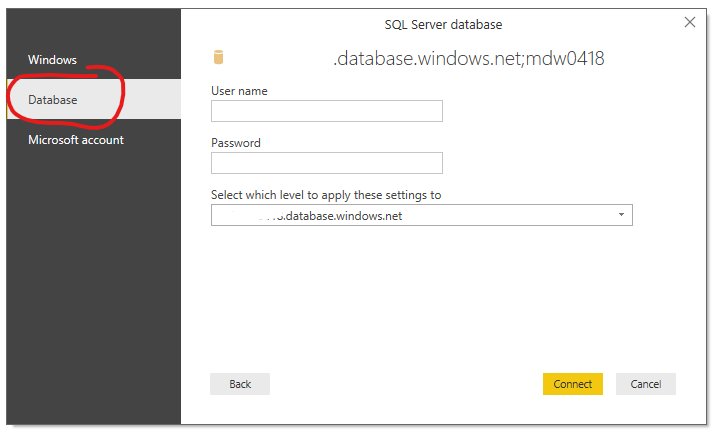 SQL Server database
Windows
Database
Microsoft account
.database.windows.net;mdw0418
User name
Password
Select which level to apply these settings to
.database.windows.net
Back
Connect
Cancel